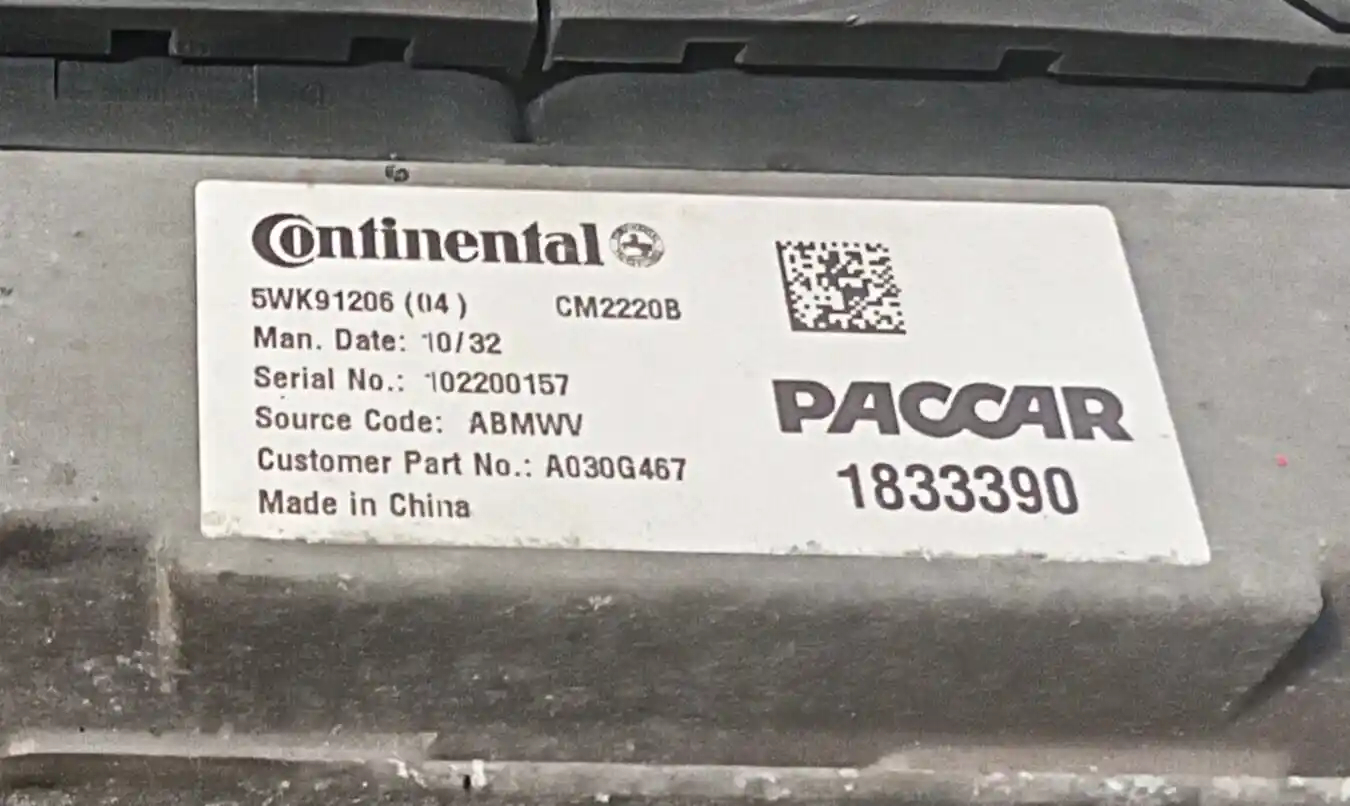 Continental
5WK91206 (04 ) CM2220B
Man. Date: 10/32
Serial No.: 102200157
Source Code: ABMWV
Customer Part No.: A030G467
Made in China
PACCAR
1833390